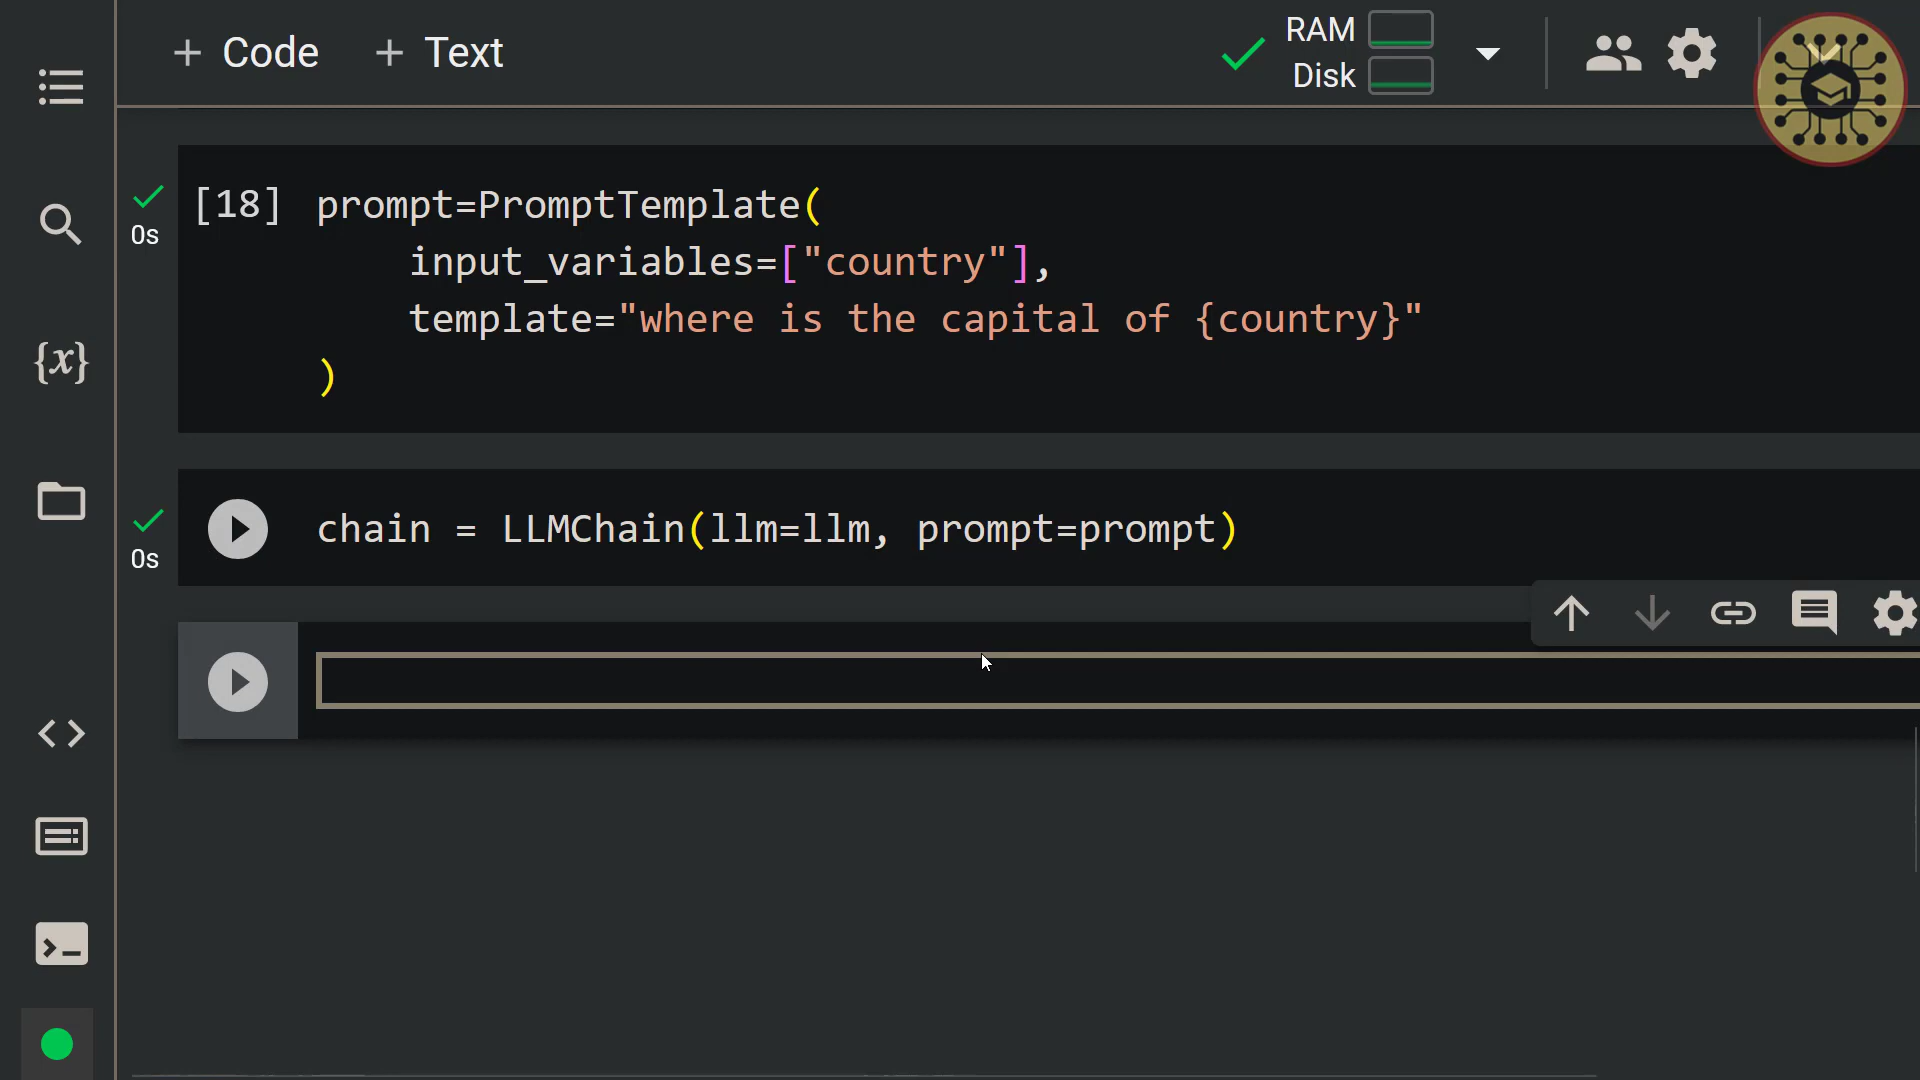 + Code + Text
RAM
Disk
[18] prompt=PromptTemplate(
0s
input_variables=["country"],
template="where is the capital of {country}"
)
chain = LLMChain(llm=llm, prompt=prompt)
0s
{x}